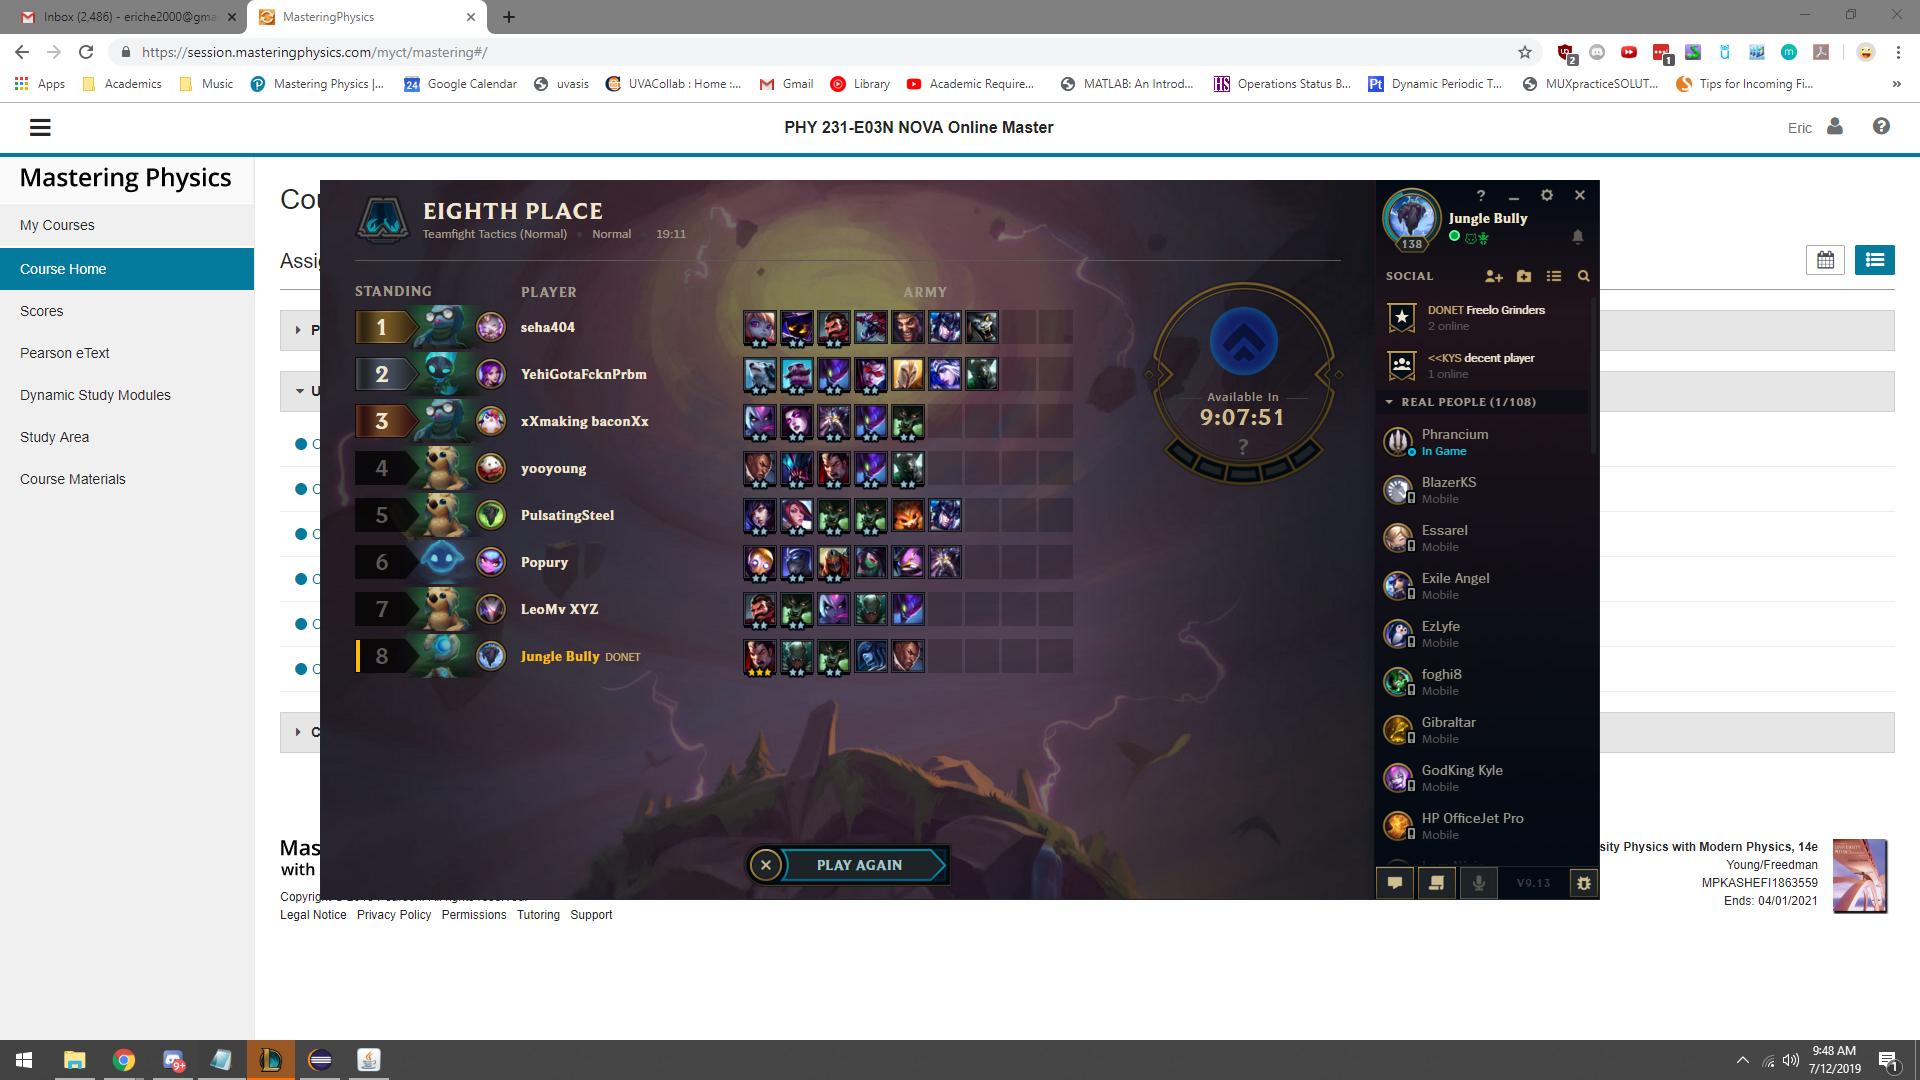 Inbox (2,486) - eriche2000@gma
MasteringPhysics
https://session.masteringphysics.com/myct/mastering#/
Apps Academics Music Mastering Physics |... Google Calendar uvasis UVACollab : Home :... Gmail Library Academic Require... MATLAB: An Introd... Operations Status B... Dynamic Periodic T... MUXpracticeSOLUT... Tips for Incoming Fi... »
PHY 231-E03N NOVA Online Master
Eric
Mastering Physics
My Courses
Course Home
Scores
Pearson eText
Dynamic Study Modules
Study Area
Course Materials
EIGHTH PLACE
Teamfight Tactics (Normal) • Normal • 19:11
STANDING PLAYER ARMY
1 seha404
2 YehiGotaFcknPrbm
3 xXmaking baconXx
4 yooyoung
5 PulsatingSteel
6 Popury
7 LeoMv XYZ
8 Jungle Bully DONET
Available In
9:07:51
?
PLAY AGAIN
Jungle Bully
138
SOCIAL
DONET Freelo Grinders
2 online
<<KYS decent player
1 online
REAL PEOPLE (1/108)
Phrancium
In Game
BlazerKS
Mobile
Essarel
Mobile
Exile Angel
Mobile
EzLyfe
Mobile
foghi8
Mobile
Gibraltar
Mobile
GodKing Kyle
Mobile
HP OfficeJet Pro
Mobile
V9.13
Mas
with
Legal Notice Privacy Policy Permissions Tutoring Support
sity Physics with Modern Physics, 14e
Young/Freedman
MPKASHEFI1863559
Ends: 04/01/2021
9:48 AM
7/12/2019